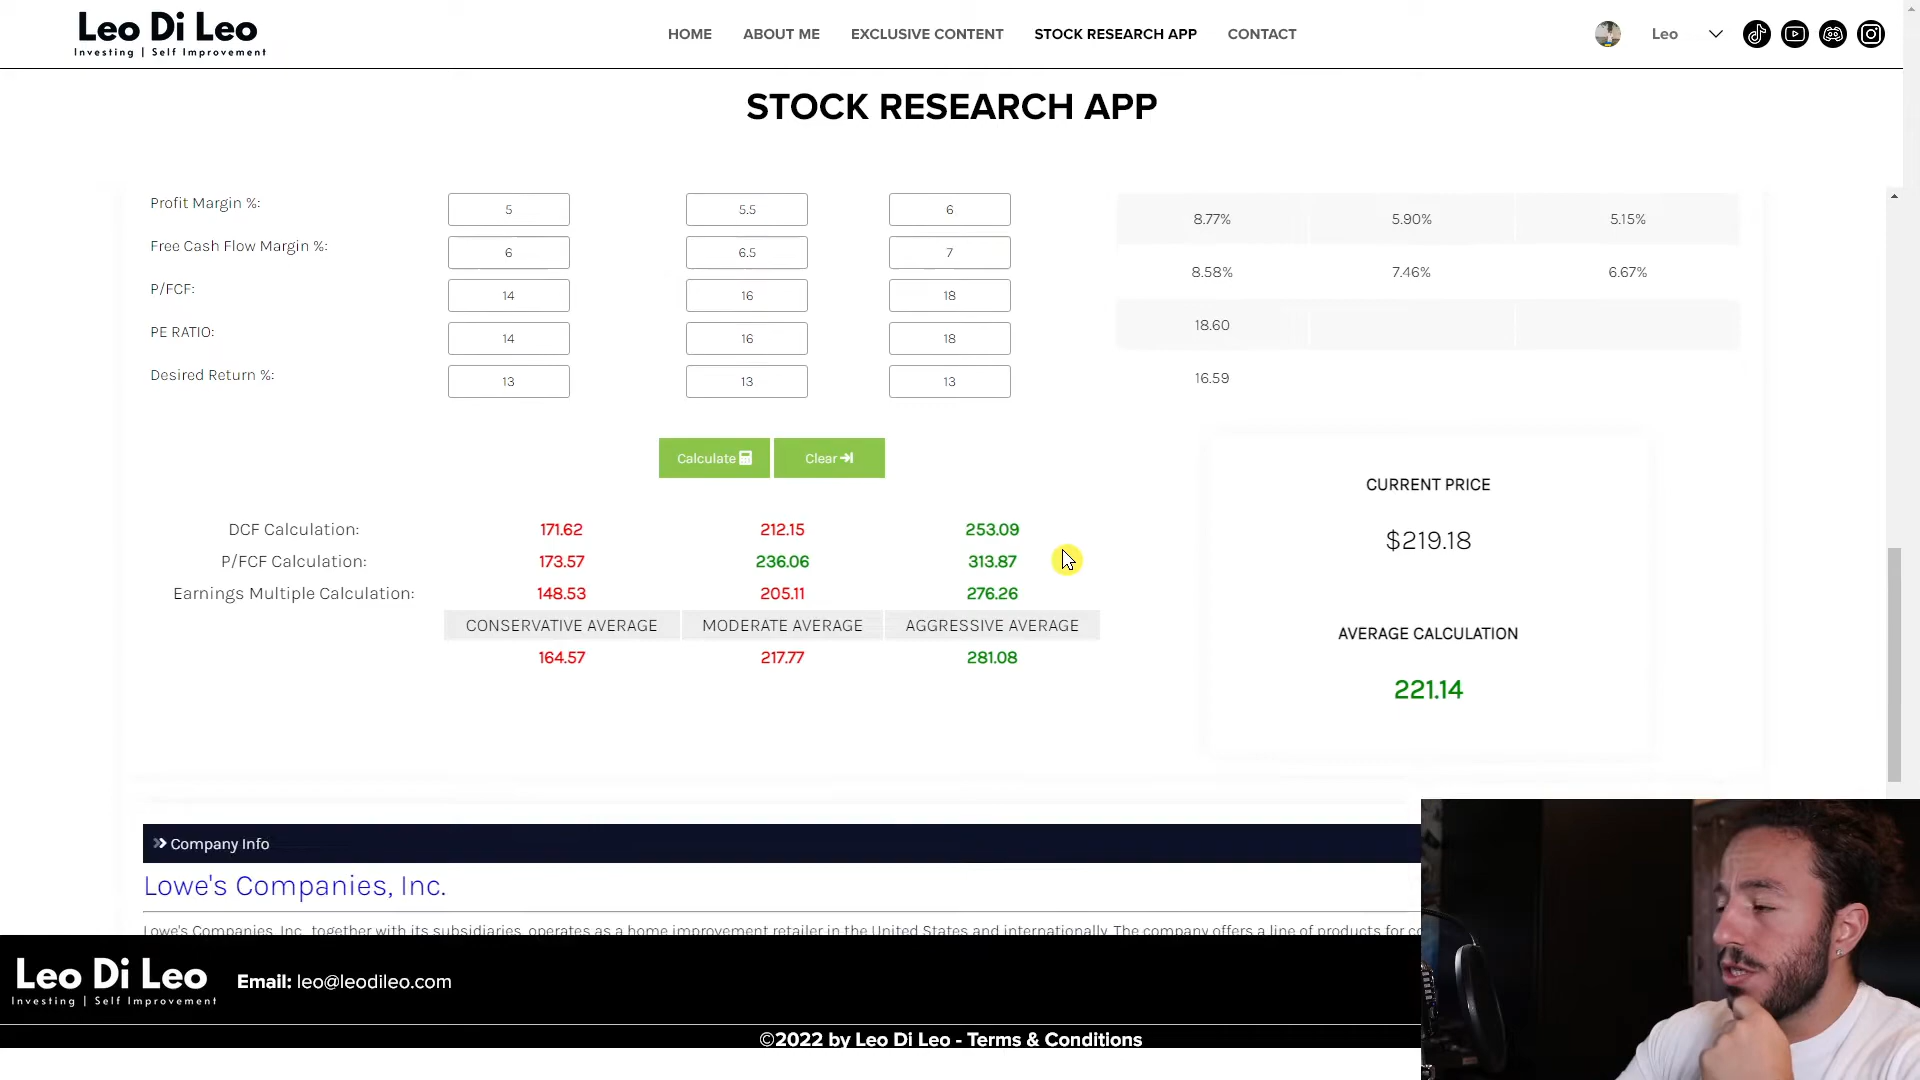 Leo Di Leo
Investing | Self Improvement
HOME ABOUT ME EXCLUSIVE CONTENT STOCK RESEARCH APP CONTACT
Leo
STOCK RESEARCH APP
Profit Margin %: 5 5.5 6
8.77% 5.90% 5.15%
Free Cash Flow Margin %: 6 6.5 7
8.58% 7.46% 6.67%
P/FCF: 14 16 18
18.60
PE RATIO: 14 16 18
Desired Return %: 13 13 13
16.59
Calculate Clear
CURRENT PRICE
$219.18
DCF Calculation: 171.62 212.15 253.09
P/FCF Calculation: 173.57 236.06 313.87
Earnings Multiple Calculation: 148.53 205.11 276.26
CONSERVATIVE AVERAGE MODERATE AVERAGE AGGRESSIVE AVERAGE
164.57 217.77 281.08
AVERAGE CALCULATION
221.14
Company Info
Lowe's Companies, Inc.
Lowe's Companies, Inc., together with its subsidiaries, operates as a home improvement retailer in the United States and internationally. The company offers a line of products for
Leo Di Leo
Investing | Self Improvement
Email: leo@leodileo.com
©2022 by Leo Di Leo - Terms & Conditions